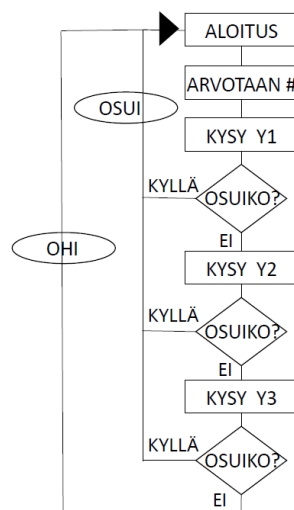 ALOITUS
ARVOTAAN #
OSUI
KYSY Y1
KYLLÄ
OSUIKO?
EI
OHI
KYSY Y2
KYLLÄ
OSUIKO?
EI
KYSY Y3
KYLLÄ
OSUIKO?
EI